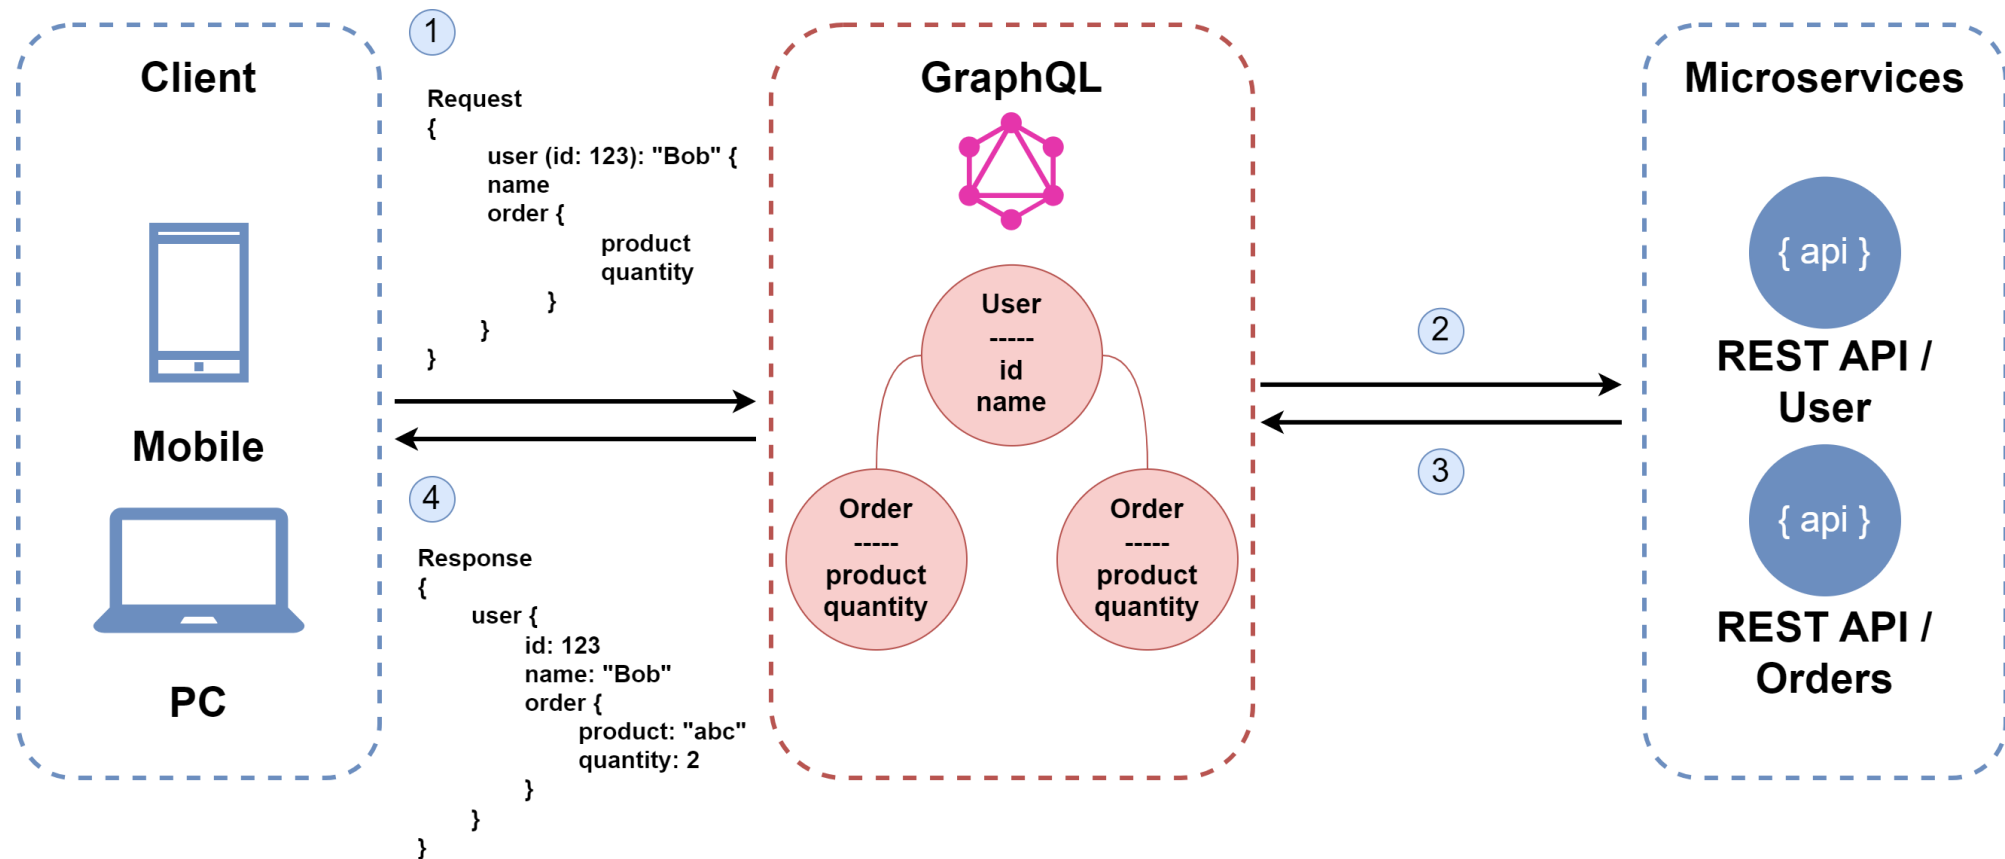 Client
Mobile
PC
1
Request
{
user (id: 123): "Bob" {
name
order {
product
quantity
}
}
}
4
Response
{
user {
id: 123
name: "Bob"
order {
product: "abc"
quantity: 2
}
}
}
GraphQL
User
-----
id
name
Order
-----
product
quantity
Order
-----
product
quantity
2
3
Microservices
{ api }
REST API /
User
{ api }
REST API /
Orders